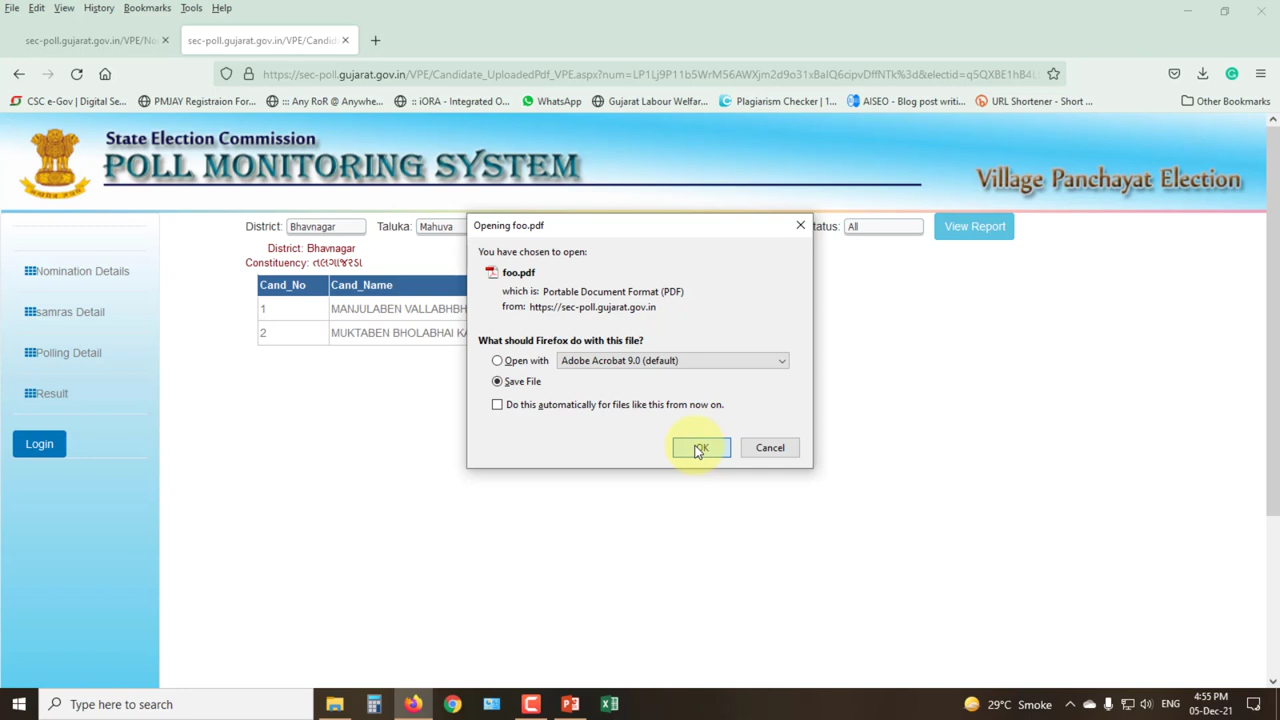 File Edit View History Bookmarks Tools Help
sec-poll.gujarat.gov.in/VPE/No
sec-poll.gujarat.gov.in/VPE/Candid
https://sec-poll.gujarat.gov.in/VPE/Candidate_UploadedPdf_VPE.aspx?num=LP1Lj9P11b5WrM56AWXjm2d9o31xBaIQ6cipvDffNTk%3d&electid=q5QXBE1hB4L
CSC e-Gov | Digital Se... PMJAY Registraion For... ::: Any RoR @ Anywhe... :: iORA - Integrated O... WhatsApp Gujarat Labour Welfar... Plagiarism Checker | 1... AISEO - Blog post writi... URL Shortener - Short ... Other Bookmarks
State Election Commission
POLL MONITORING SYSTEM
Village Panchayat Election
District: Bhavnagar Taluka: Mahuva tatus: All View Report
District: Bhavnagar
Constituency: તલગાજરડા
Cand_No Cand_Name
1 MANJULABEN VALLABHBH
2 MUKTABEN BHOLABHAI KA
Nomination Details
samras Detail
Polling Detail
Result
Login
Opening foo.pdf
You have chosen to open:
foo.pdf
which is: Portable Document Format (PDF)
from: https://sec-poll.gujarat.gov.in
What should Firefox do with this file?
Open with Adobe Acrobat 9.0 (default)
Save File
Do this automatically for files like this from now on.
OK Cancel
Type here to search
29°C Smoke ENG
4:55 PM
05-Dec-21